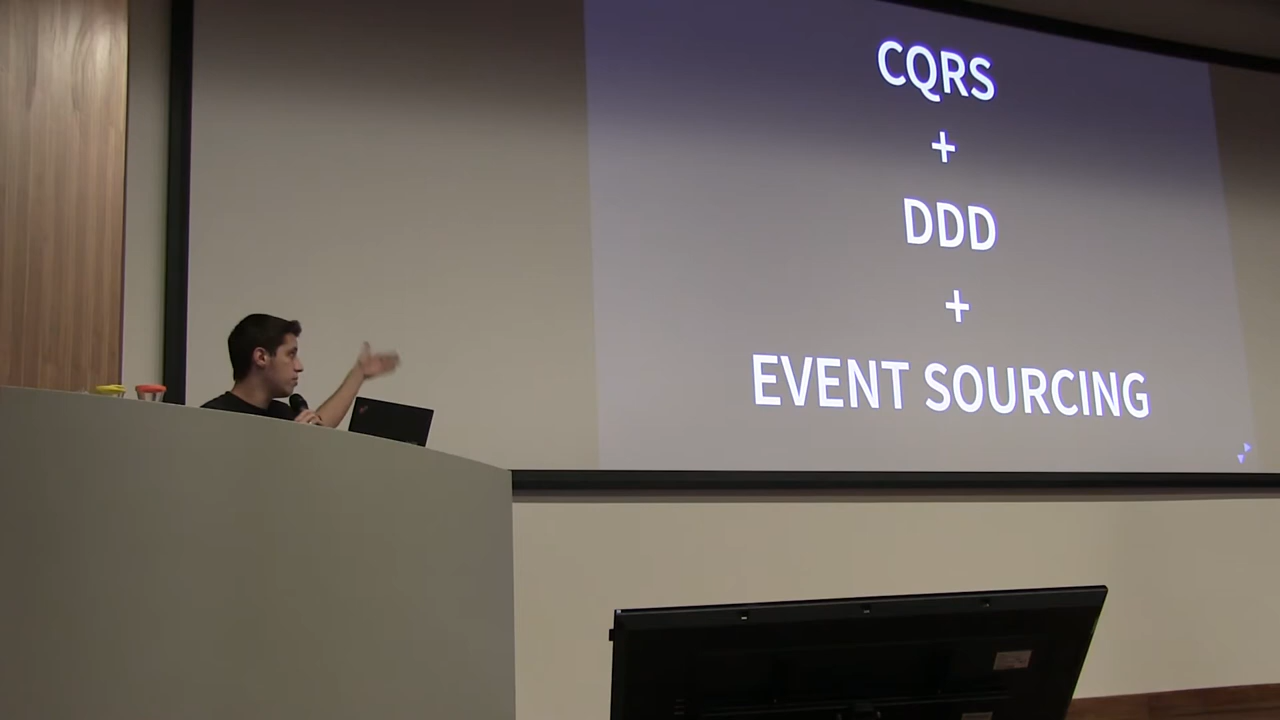 CQRS
+
DDD
+
EVENT SOURCING